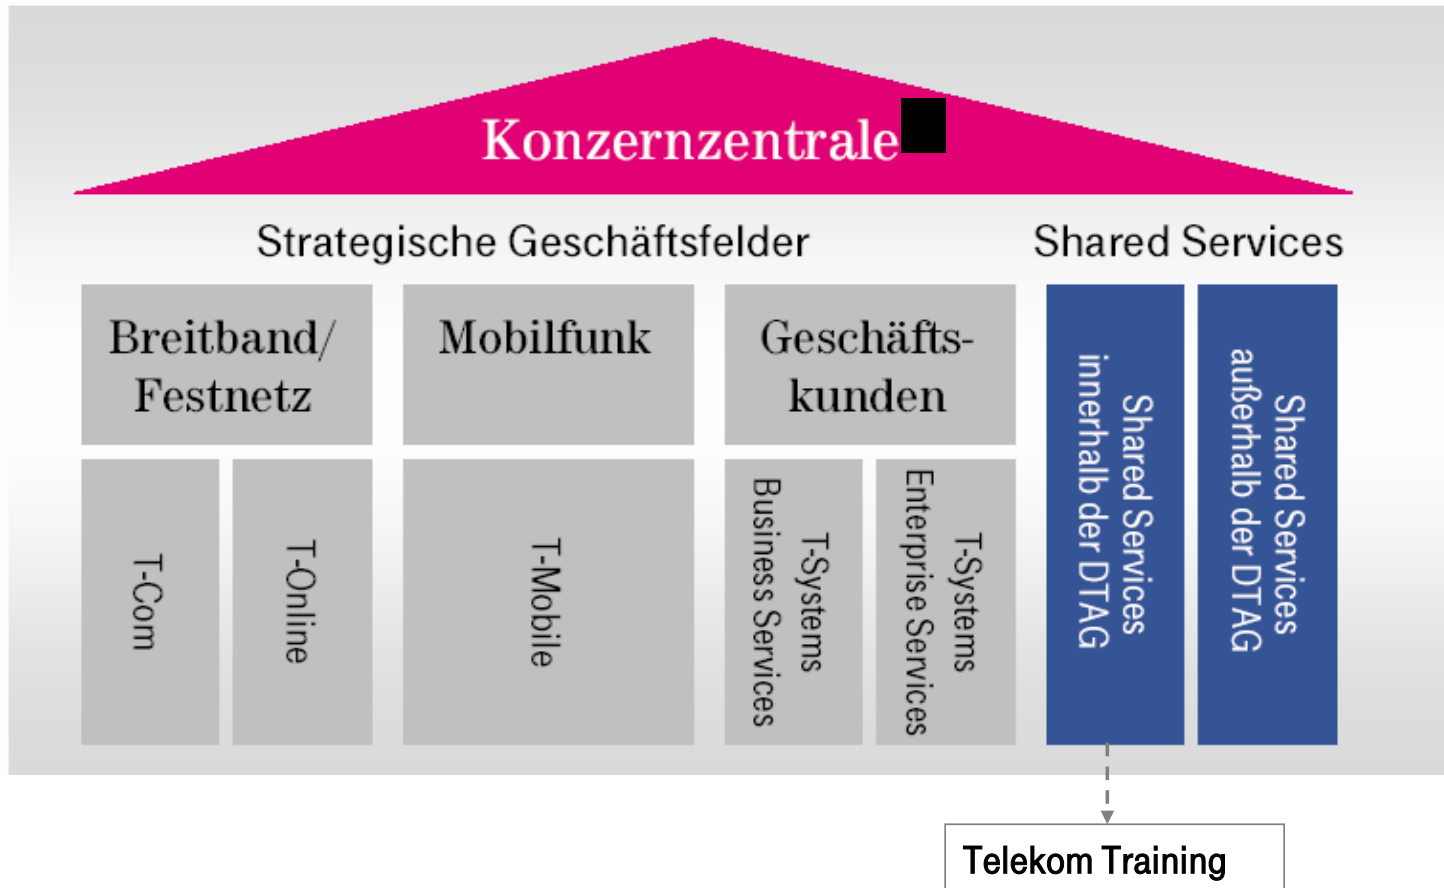 Konzernzentrale
Strategische Geschäftsfelder
Shared Services
Breitband/
Festnetz
Mobilfunk
Geschäfts-
kunden
T-Com
T-Online
T-Mobile
T-Systems
Business Services
T-Systems
Enterprise Services
Shared Services
innerhalb der DTAG
Shared Services
außerhalb der DTAG
Telekom Training